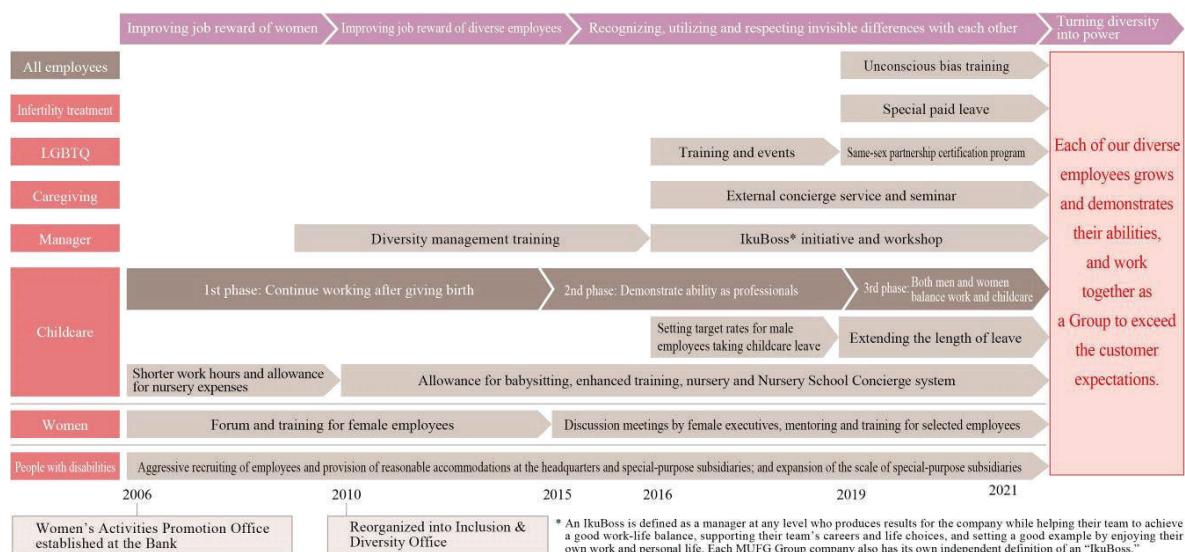 Improving job reward of women
Improving job reward of diverse employees
Recognizing, utilizing and respecting invisible differences with each other
Turning diversity
into power
All employees
Unconscious bias training
Infertility treatment
Special paid leave
LGBTQ
Training and events
Same-sex partnership certification program
Caregiving
External concierge service and seminar
Manager
Diversity management training
IkuBoss* initiative and workshop
Childcare
1st phase: Continue working after giving birth
2nd phase: Demonstrate ability as professionals
3rd phase: Both men and women
balance work and childcare
Setting target rates for male
employees taking childcare leave
Extending the length of leave
Shorter work hours and allowance
for nursery expenses
Allowance for babysitting, enhanced training, nursery and Nursery School Concierge system
Women
Forum and training for female employees
Discussion meetings by female executives, mentoring and training for selected employees
People with disabilities
Aggressive recruiting of employees and provision of reasonable accommodations at the headquarters and special-purpose subsidiaries; and expansion of the scale of special-purpose subsidiaries
Each of our diverse
employees grows
and demonstrates
their abilities,
and work
together as
a Group to exceed
the customer
expectations.
2006
2010
2015
2016
2019
2021
Women's Activities Promotion Office
established at the Bank
Reorganized into Inclusion &
Diversity Office
* An IkuBoss is defined as a manager at any level who produces results for the company while helping their team to achieve
a good work-life balance, supporting their team's careers and life choices, and setting a good example by enjoying their
own work and personal life. Each MUFG Group company also has its own independent definition of an "IkuBoss."